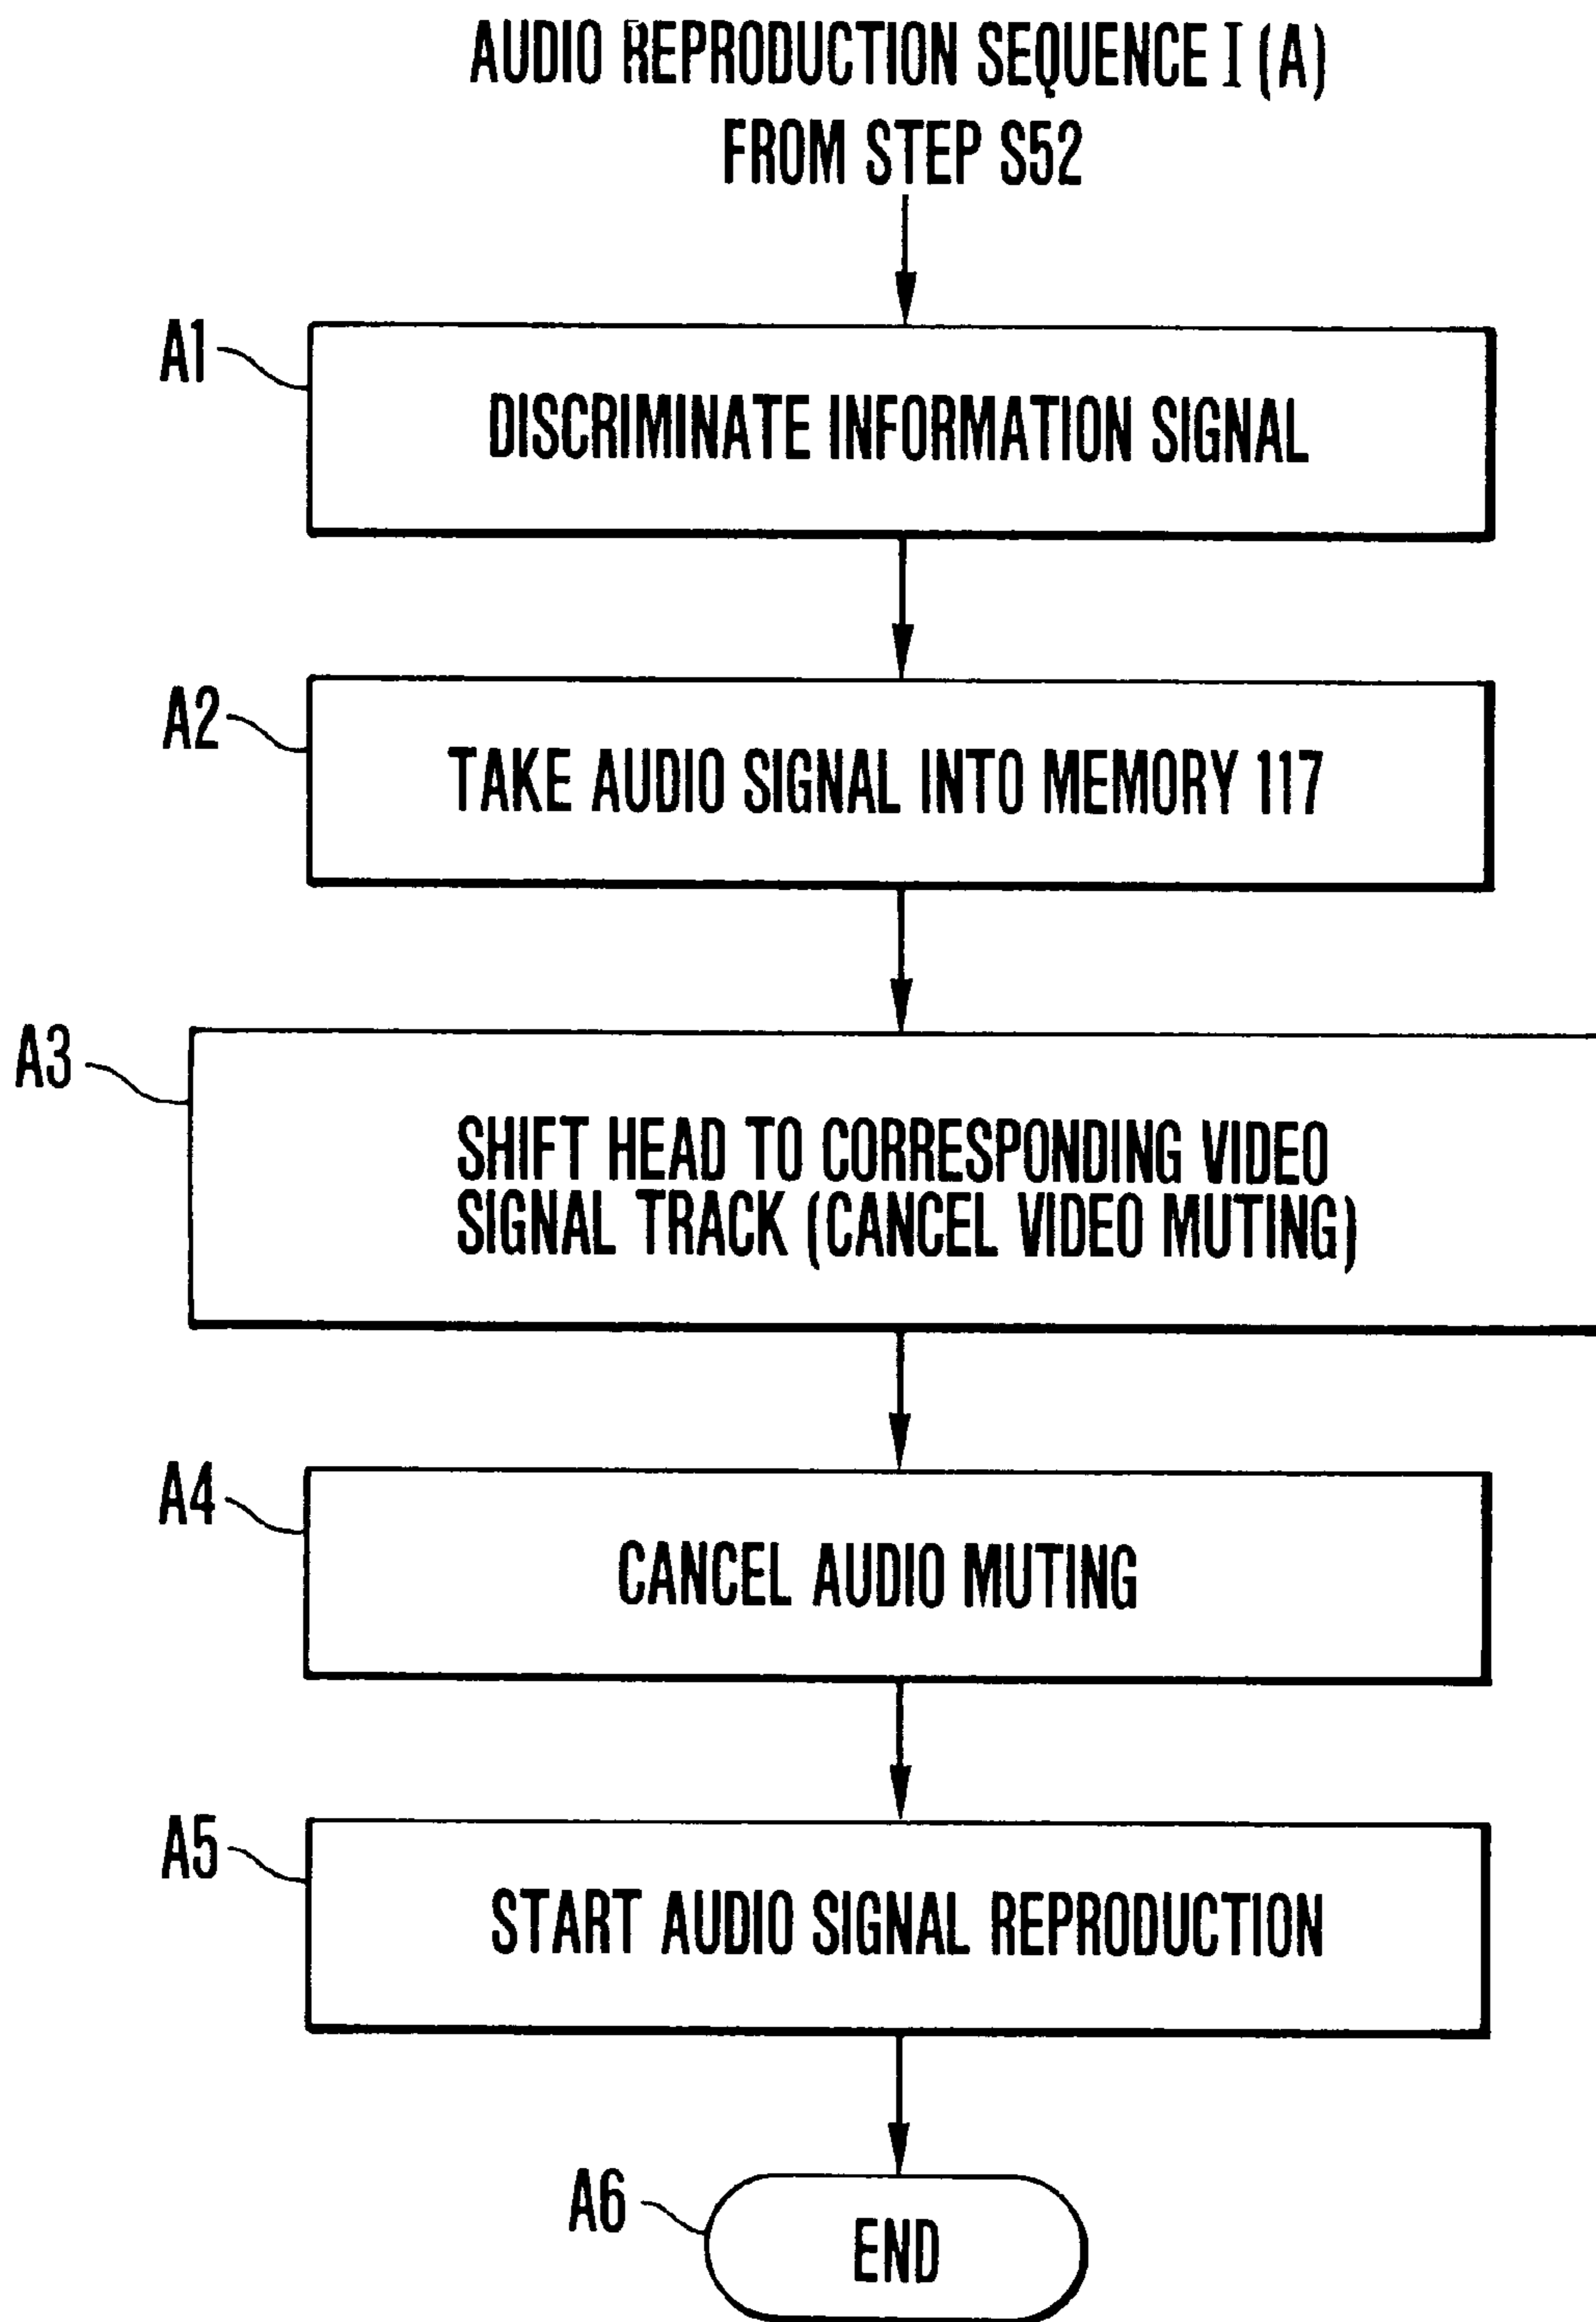 AUDIO REPRODUCTION SEQUENCE I (A)
FROM STEP S52
A1
DISCRIMINATE INFORMATION SIGNAL
A2
TAKE AUDIO SIGNAL INTO MEMORY 117
A3
SHIFT HEAD TO CORRESPONDING VIDEO
SIGNAL TRACK (CANCEL VIDEO MUTING)
A4
CANCEL AUDIO MUTING
A5
START AUDIO SIGNAL REPRODUCTION
A6
END